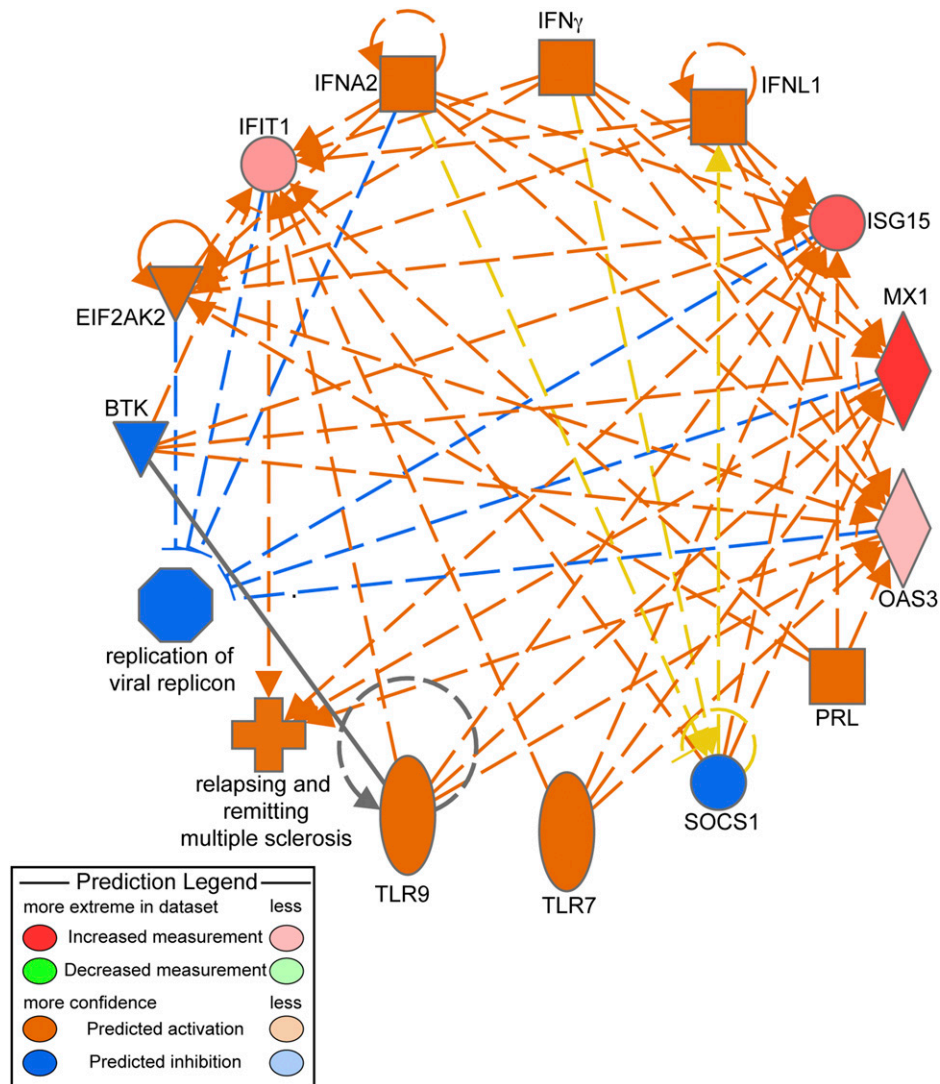 IFNγ
IFNA2
IFNL1
IFIT1
ISG15
EIF2AK2
MX1
BTK
OAS3
replication of
viral replicon
PRL
relapsing and
remitting
multiple sclerosis
SOCS1
TLR9
TLR7
Prediction Legend
more extreme in dataset less
Increased measurement
Decreased measurement
more confidence less
Predicted activation
Predicted inhibition